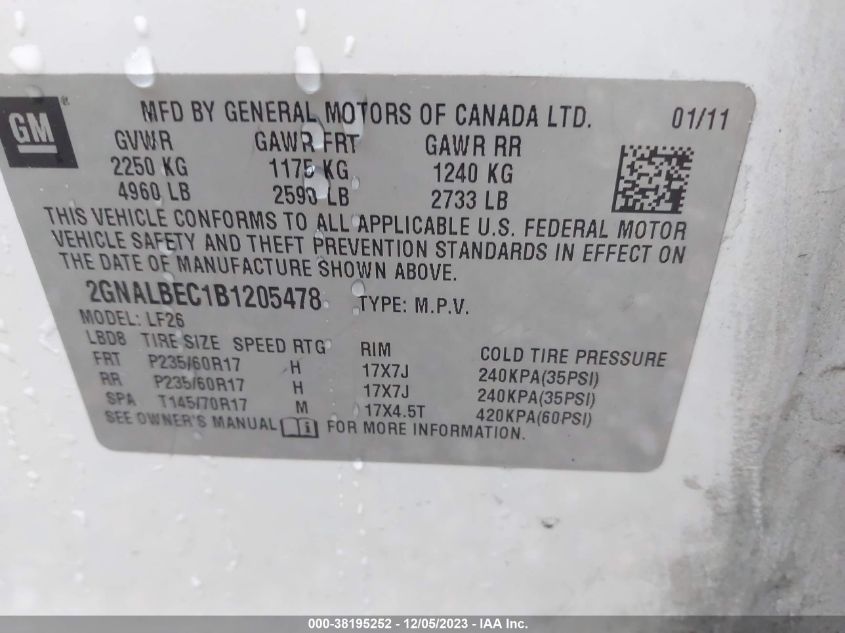 GM ®
MFD BY GENERAL MOTORS OF CANADA LTD. 01/11
GVWR GAWR FRT GAWR RR
2250 KG 1175 KG 1240 KG
4960 LB 2590 LB 2733 LB
THIS VEHICLE CONFORMS TO ALL APPLICABLE U.S. FEDERAL MOTOR
VEHICLE SAFETY AND THEFT PREVENTION STANDARDS IN EFFECT ON
THE DATE OF MANUFACTURE SHOWN ABOVE.
2GNALBEC1B1205478 TYPE: M.P.V.
MODEL: LF26
LBD8 TIRE SIZE SPEED RTG RIM COLD TIRE PRESSURE
FRT P235/60R17 H 17X7J 240KPA(35PSI)
RR P235/60R17 H 17X7J 240KPA(35PSI)
SPA T145/70R17 M 17X4.5T 420KPA(60PSI)
SEE OWNER'S MANUAL i FOR MORE INFORMATION.
000-38195252 - 12/05/2023 - IAA Inc.